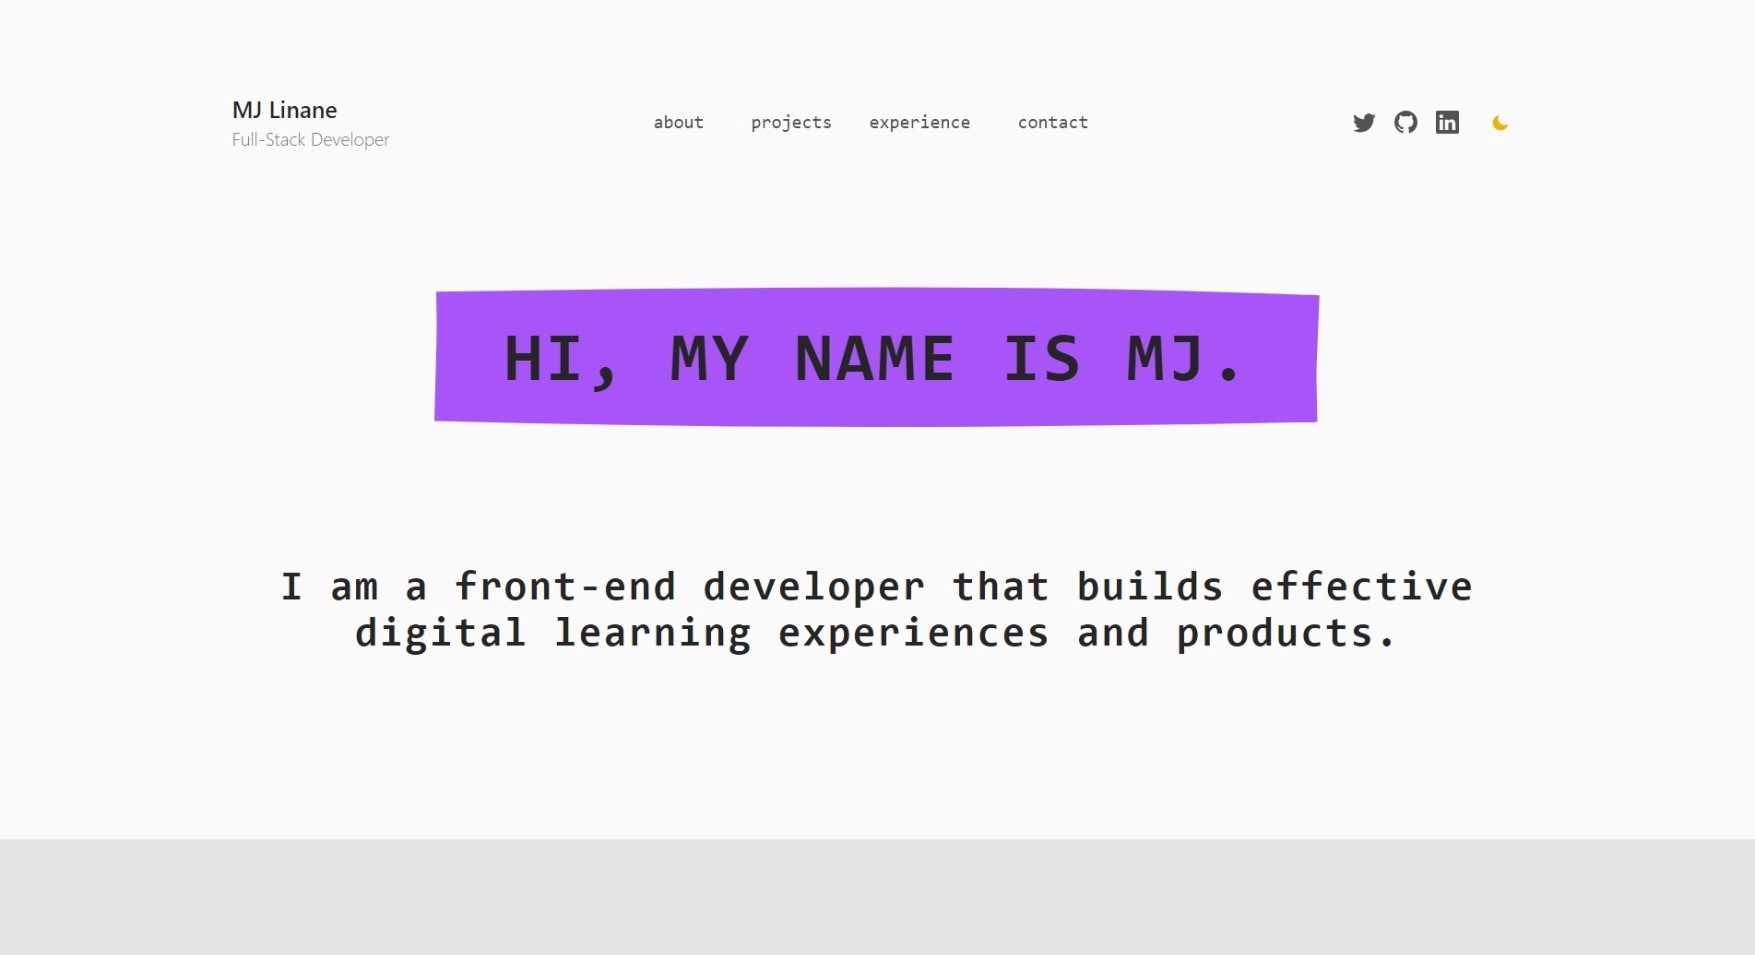 MJ Linane
Full-Stack Developer
about projects experience contact
in
HI, MY NAME IS MJ.
I am a front-end developer that builds effective
digital learning experiences and products.